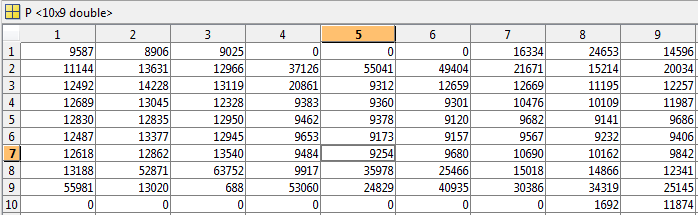 P <10x9 double>
1 2 3 4 5 6 7 8 9
1 9587 8906 9025 0 0 0 16334 24653 14596
2 11144 13631 12966 37126 55041 49404 21671 15214 20034
3 12492 14228 13119 20861 9312 12659 12669 11195 12257
4 12689 13045 12328 9383 9360 9301 10476 10109 11987
5 12830 12835 12950 9462 9378 9120 9682 9141 9686
6 12487 13377 12945 9653 9173 9157 9567 9232 9406
7 12618 12862 13540 9484 9254 9680 10690 10162 9842
8 13188 52871 63752 9917 35978 25466 15018 14866 12341
9 55981 13020 688 53060 24829 40935 30386 34319 25145
10 0 0 0 0 0 0 0 1692 11874